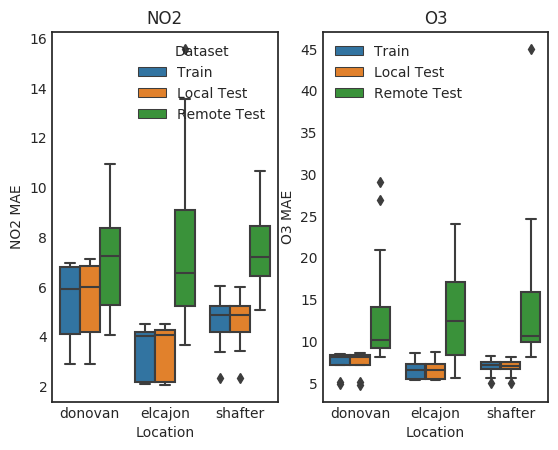 NO2
16
14
12
10
8
6
4
2
NO2 MAE
Dataset
Train
Local Test
Remote Test
donovan elcajon shafter
Location
O3
45
40
35
30
25
20
15
10
5
O3 MAE
Train
Local Test
Remote Test
donovan elcajon shafter
Location